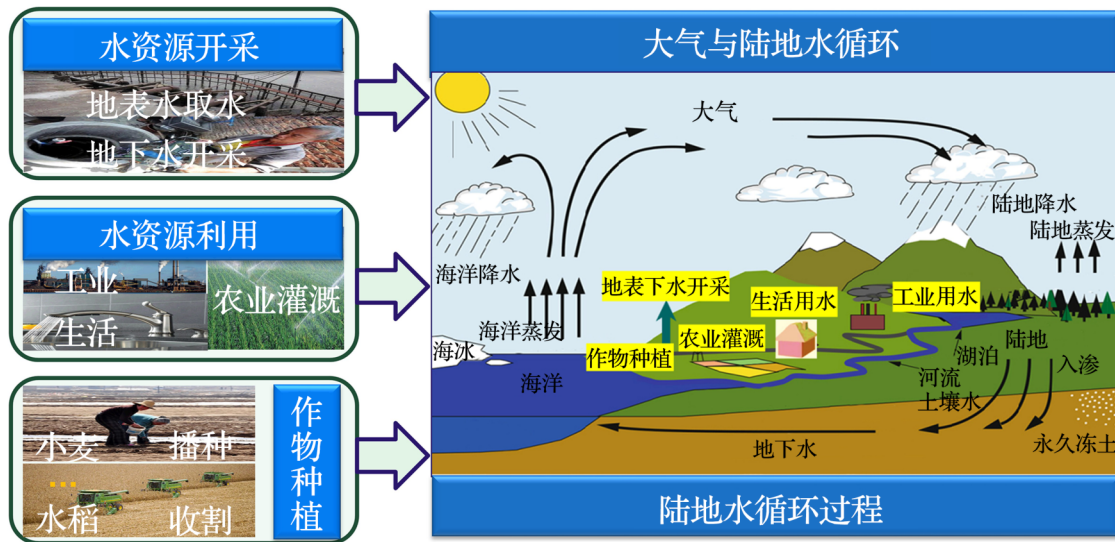 水资源开采
地表水取水
地下水开采
水资源利用
工业
生活
农业灌溉
小麦 播种
…
水稻 收割
作物种植
大气与陆地水循环
大气
陆地降水
陆地蒸发
海洋降水
海洋蒸发
海冰
海洋
地表下水开采
生活用水
工业用水
农业灌溉
作物种植
陆地
湖泊
入渗
河流
土壤水
地下水
永久冻土
陆地水循环过程